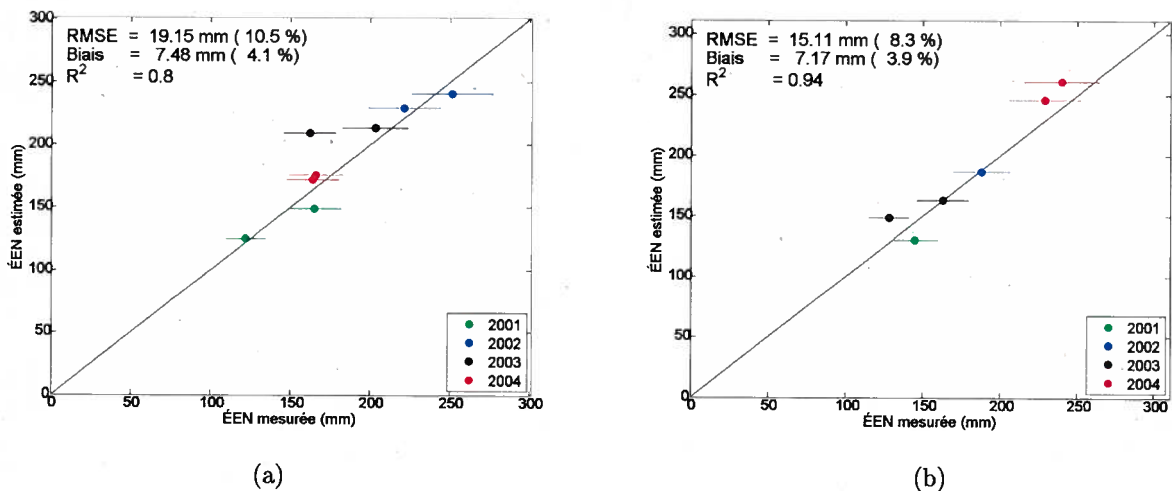 RMSE = 19.15 mm ( 10.5 %)
Biais = 7.48 mm ( 4.1 %)
R² = 0.8
300
250
200
150
100
50
0
ÉEN estimée (mm)
2001
2002
2003
2004
0 50 100 150 200 250 300
ÉEN mesurée (mm)
(a)
RMSE = 15.11 mm ( 8.3 %)
Biais = 7.17 mm ( 3.9 %)
R² = 0.94
300
250
200
150
100
50
0
ÉEN estimée (mm)
2001
2002
2003
2004
0 50 100 150 200 250 300
ÉEN mesurée (mm)
(b)